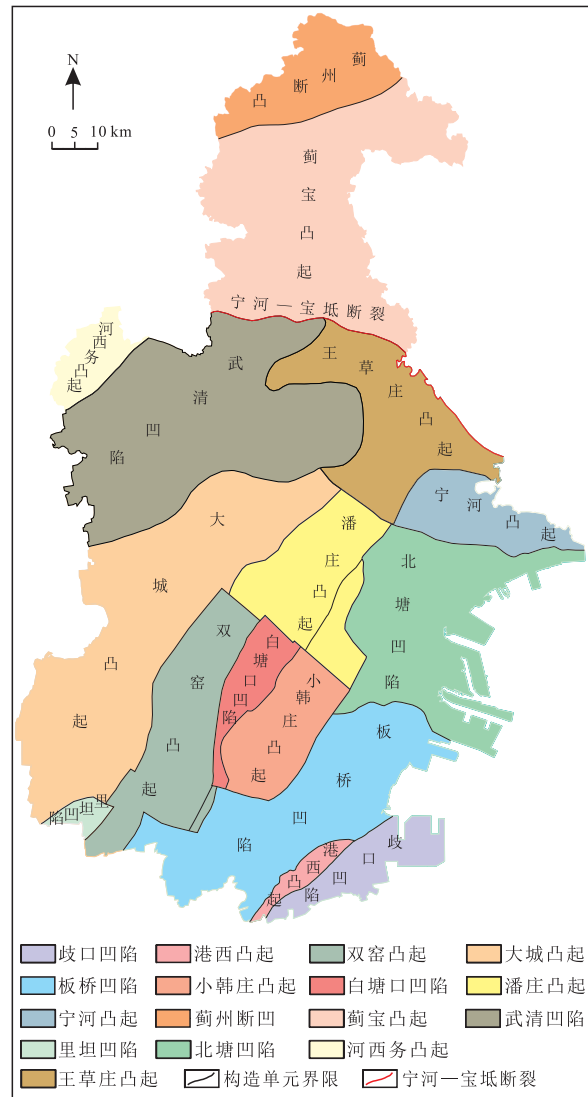 N
0 5 10 km
蓟州断凸
蓟宝凸起
宁河—宝坻断裂
河西务凸起
武清凹陷
王草庄凸起
宁河凸起
大城凸起
潘庄凸起
北塘凹陷
双窑凸起
白塘口凹陷
小韩庄凸起
里坦凹陷
板桥凹陷
港西凸起
歧口凹陷
歧口凹陷 港西凸起 双窑凸起 大城凸起
板桥凹陷 小韩庄凸起 白塘口凹陷 潘庄凸起
宁河凸起 蓟州断凹 蓟宝凸起 武清凹陷
里坦凹陷 北塘凹陷 河西务凸起
王草庄凸起 构造单元界限 宁河—宝坻断裂